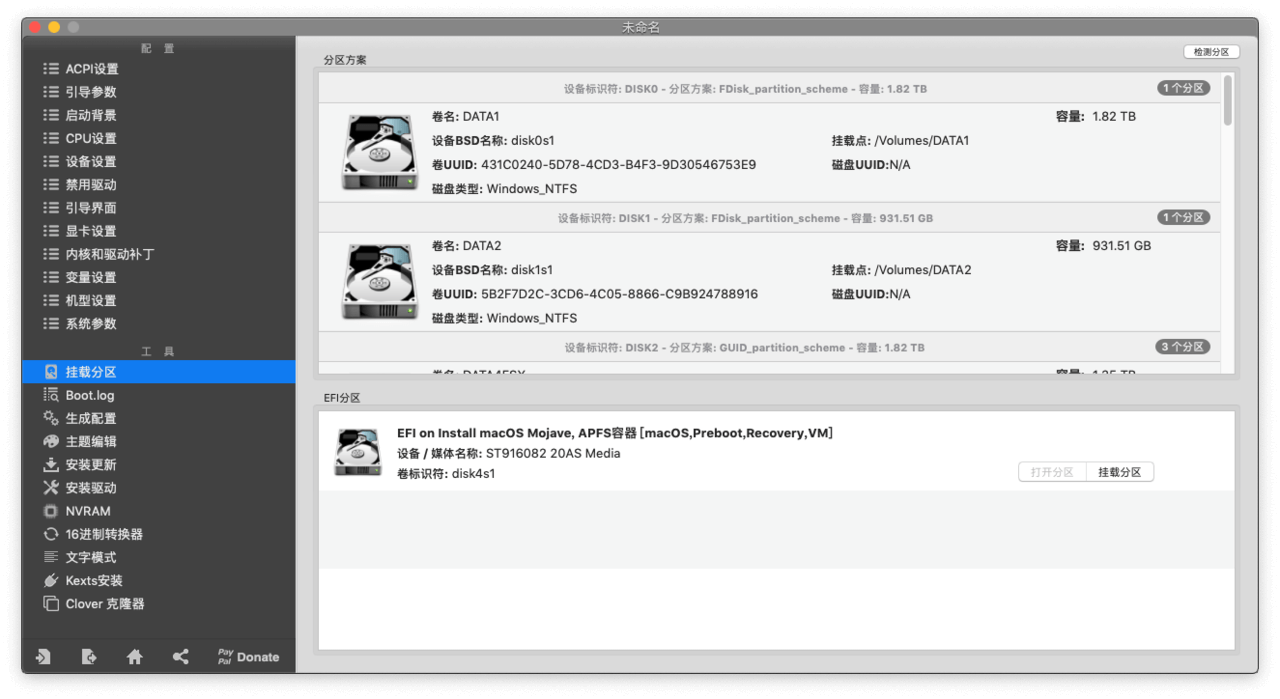 未命名
配 置
ACPI设置
引导参数
启动背景
CPU设置
设备设置
禁用驱动
引导界面
显卡设置
内核和驱动补丁
变量设置
机型设置
系统参数
工 具
挂载分区
Boot.log
生成配置
主题编辑
安装更新
安装驱动
NVRAM
16进制转换器
文字模式
Kexts安装
Clover 克隆器
Pay
Pal Donate
检测分区
分区方案
设备标识符: DISK0 - 分区方案: FDisk_partition_scheme - 容量: 1.82 TB 1 个分区
卷名: DATA1 容量: 1.82 TB
设备BSD名称: disk0s1 挂载点: /Volumes/DATA1
卷UUID: 431C0240-5D78-4CD3-B4F3-9D30546753E9 磁盘UUID:N/A
磁盘类型: Windows_NTFS
设备标识符: DISK1 - 分区方案: FDisk_partition_scheme - 容量: 931.51 GB 1 个分区
卷名: DATA2 容量: 931.51 GB
设备BSD名称: disk1s1 挂载点: /Volumes/DATA2
卷UUID: 5B2F7D2C-3CD6-4C05-8866-C9B924788916 磁盘UUID:N/A
磁盘类型: Windows_NTFS
设备标识符: DISK2 - 分区方案: GUID_partition_scheme - 容量: 1.82 TB 3 个分区
EFI分区
EFI on Install macOS Mojave, APFS容器 [macOS,Preboot,Recovery,VM]
设备 / 媒体名称: ST916082 20AS Media
卷标识符: disk4s1
打开分区 挂载分区